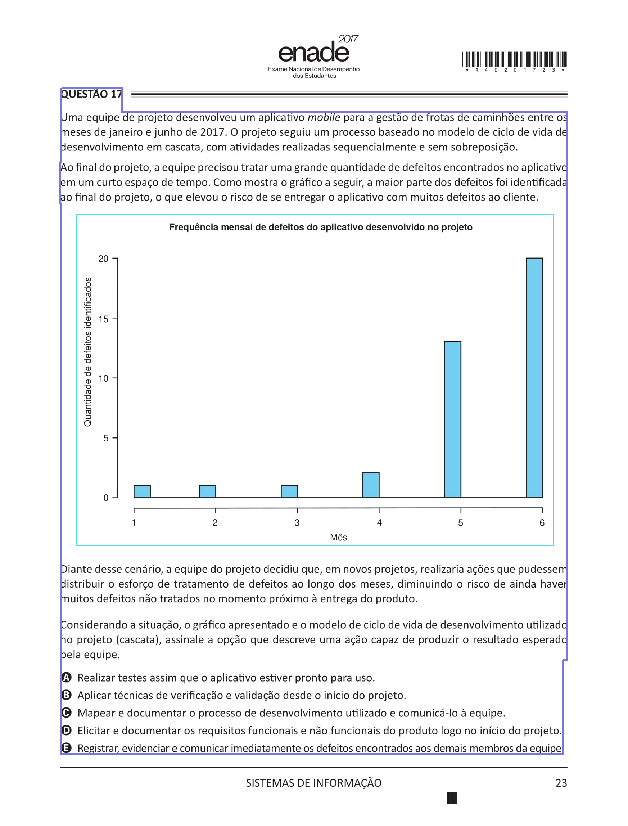 enade2017
Exame Nacional de Desempenho
dos Estudantes
QUESTÃO 17
Uma equipe de projeto desenvolveu um aplicativo mobile para a gestão de frotas de caminhões entre os
meses de janeiro e junho de 2017. O projeto seguiu um processo baseado no modelo de ciclo de vida de
desenvolvimento em cascata, com atividades realizadas sequencialmente e sem sobreposição.
Ao final do projeto, a equipe precisou tratar uma grande quantidade de defeitos encontrados no aplicativo
em um curto espaço de tempo. Como mostra o gráfico a seguir, a maior parte dos defeitos foi identificada
ao final do projeto, o que elevou o risco de se entregar o aplicativo com muitos defeitos ao cliente.
Frequência mensal de defeitos do aplicativo desenvolvido no projeto
Quantidade de defeitos identificados
20
15
10
5
0
1 2 3 4 5 6
Mês
Diante desse cenário, a equipe do projeto decidiu que, em novos projetos, realizaria ações que pudessem
distribuir o esforço de tratamento de defeitos ao longo dos meses, diminuindo o risco de ainda haver
muitos defeitos não tratados no momento próximo à entrega do produto.
Considerando a situação, o gráfico apresentado e o modelo de ciclo de vida de desenvolvimento utilizado
no projeto (cascata), assinale a opção que descreve uma ação capaz de produzir o resultado esperado
pela equipe.
A Realizar testes assim que o aplicativo estiver pronto para uso.
B Aplicar técnicas de verificação e validação desde o início do projeto.
C Mapear e documentar o processo de desenvolvimento utilizado e comunicá-lo à equipe.
D Elicitar e documentar os requisitos funcionais e não funcionais do produto logo no início do projeto.
E Registrar, evidenciar e comunicar imediatamente os defeitos encontrados aos demais membros da equipe.
SISTEMAS DE INFORMAÇÃO
23